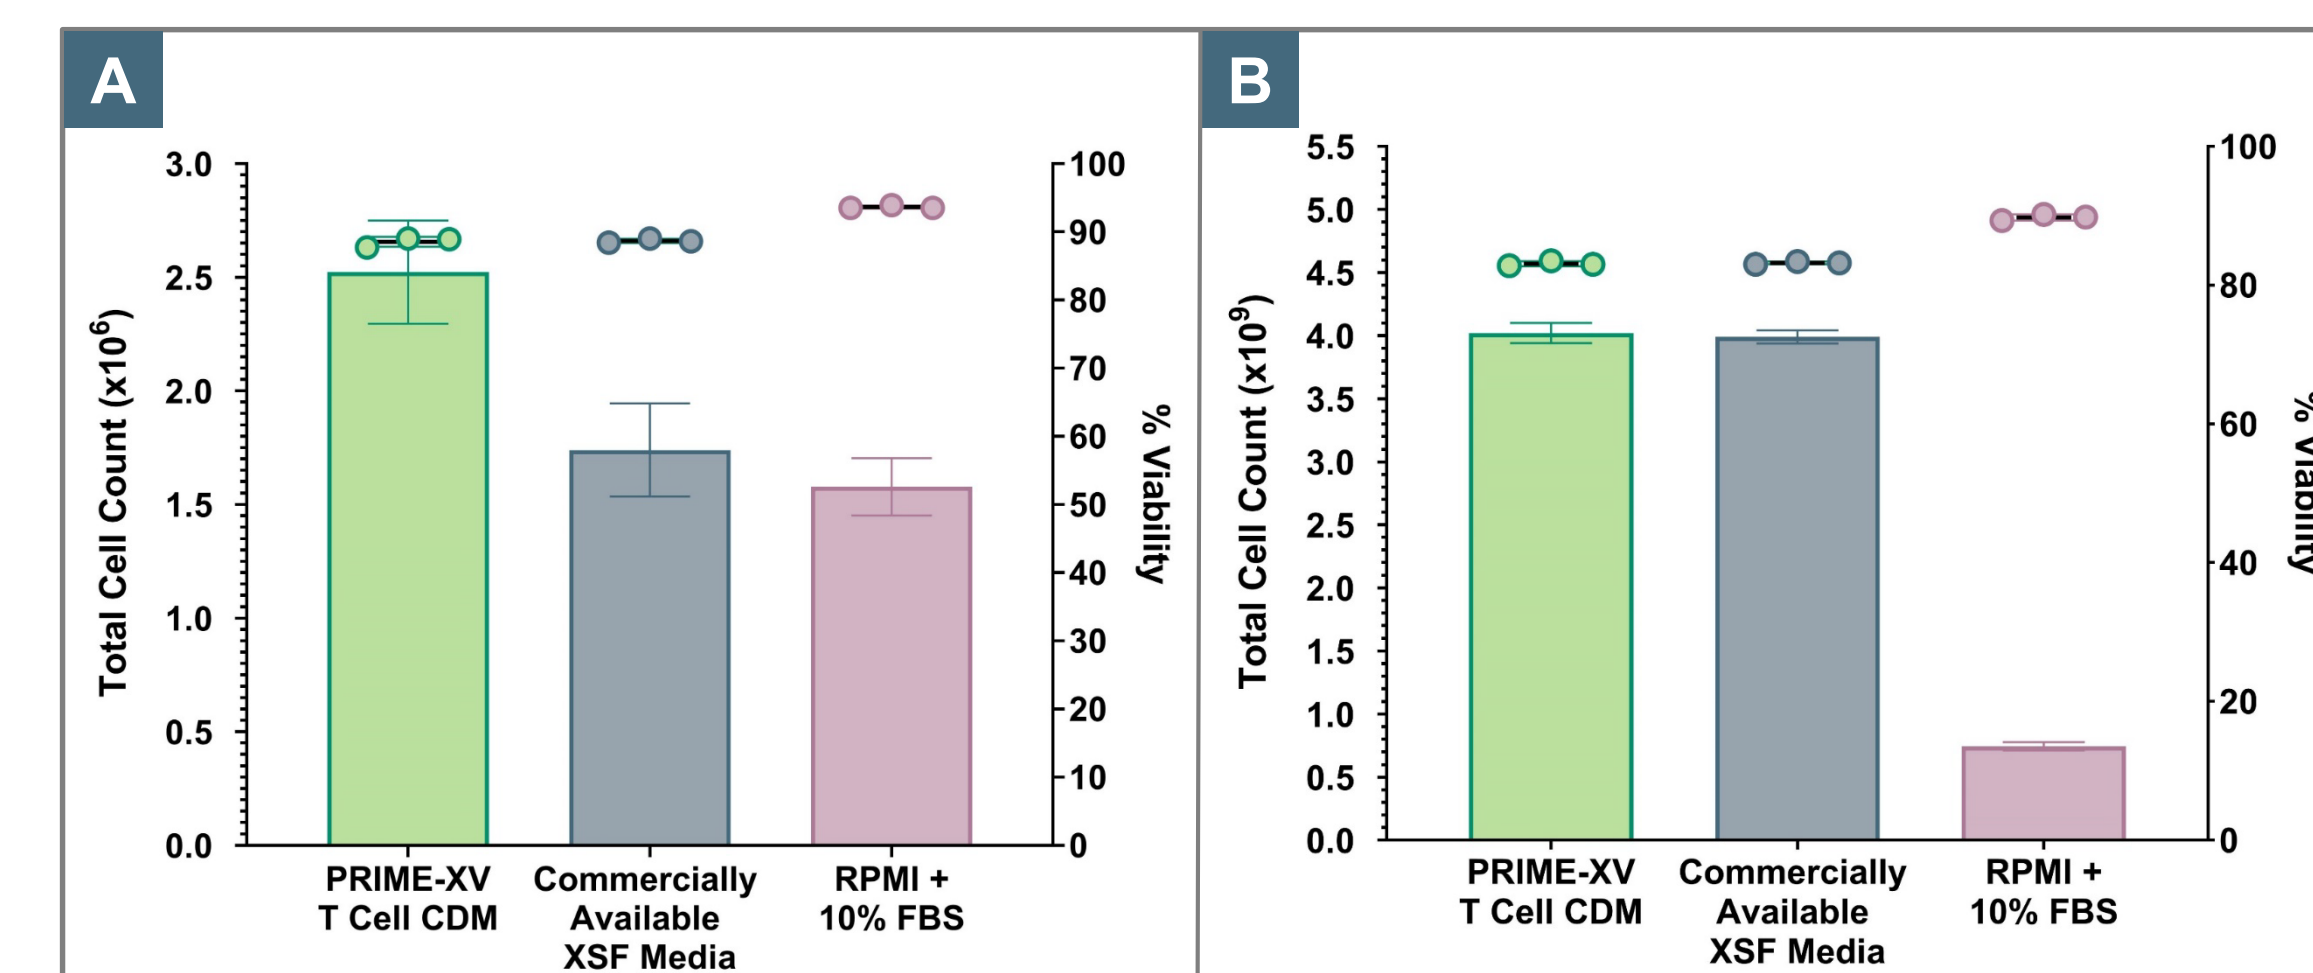 A
3.0
2.5
2.0
1.5
1.0
0.5
0.0
Total Cell Count (x10⁶)
100
90
80
70
60
50
40
30
20
10
0
% Viability
PRIME-XV
T Cell CDM
Commercially
Available
XSF Media
RPMI +
10% FBS
B
5.5
5.0
4.5
4.0
3.5
3.0
2.5
2.0
1.5
1.0
0.5
0.0
Total Cell Count (x10⁹)
100
80
60
40
20
0
% Viability
PRIME-XV
T Cell CDM
Commercially
Available
XSF Media
RPMI +
10% FBS